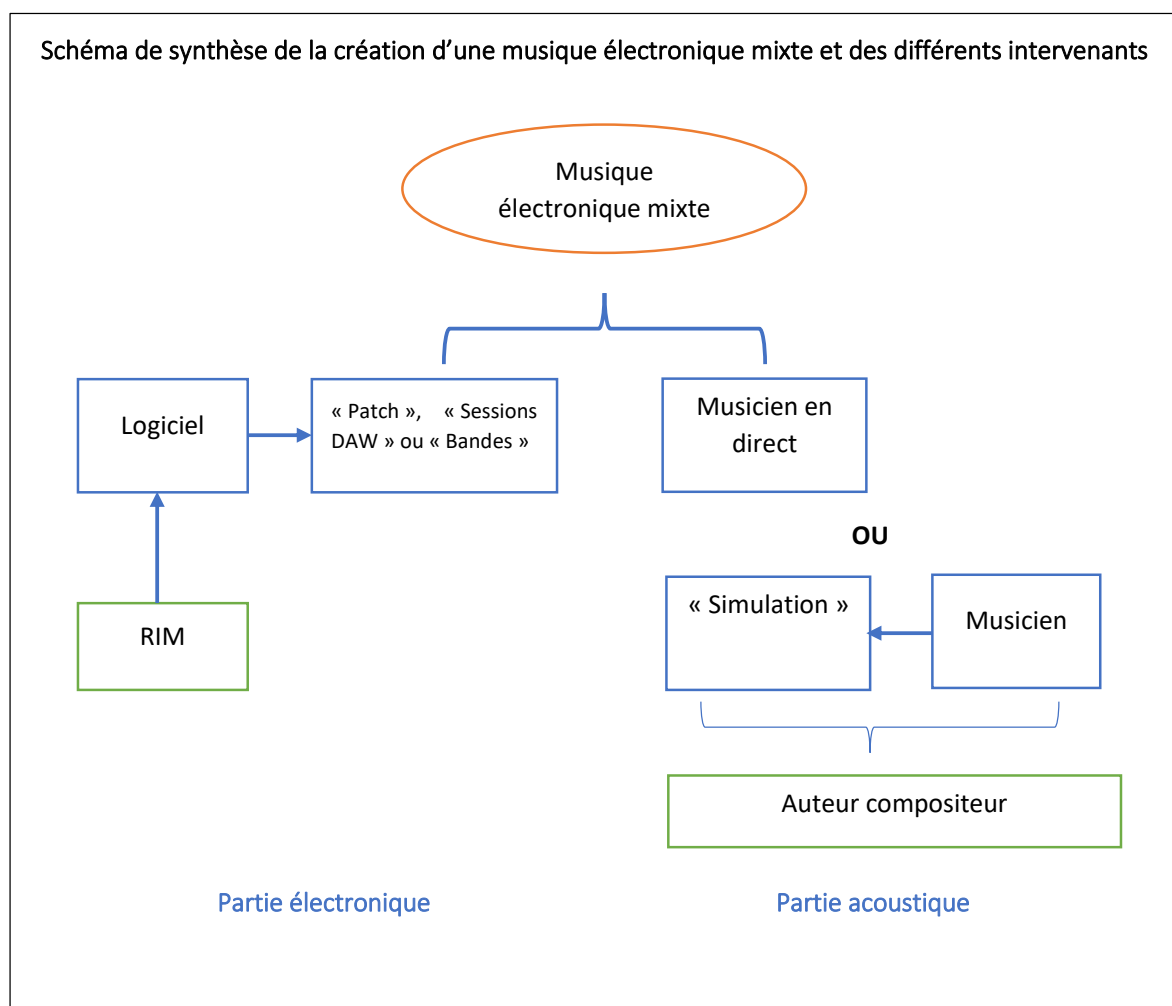 Schéma de synthèse de la création d’une musique électronique mixte et des différents intervenants
Musique
électronique mixte
Logiciel
« Patch », « Sessions
DAW » ou « Bandes »
Musicien en
direct
OU
« Simulation »
Musicien
RIM
Auteur compositeur
Partie électronique
Partie acoustique